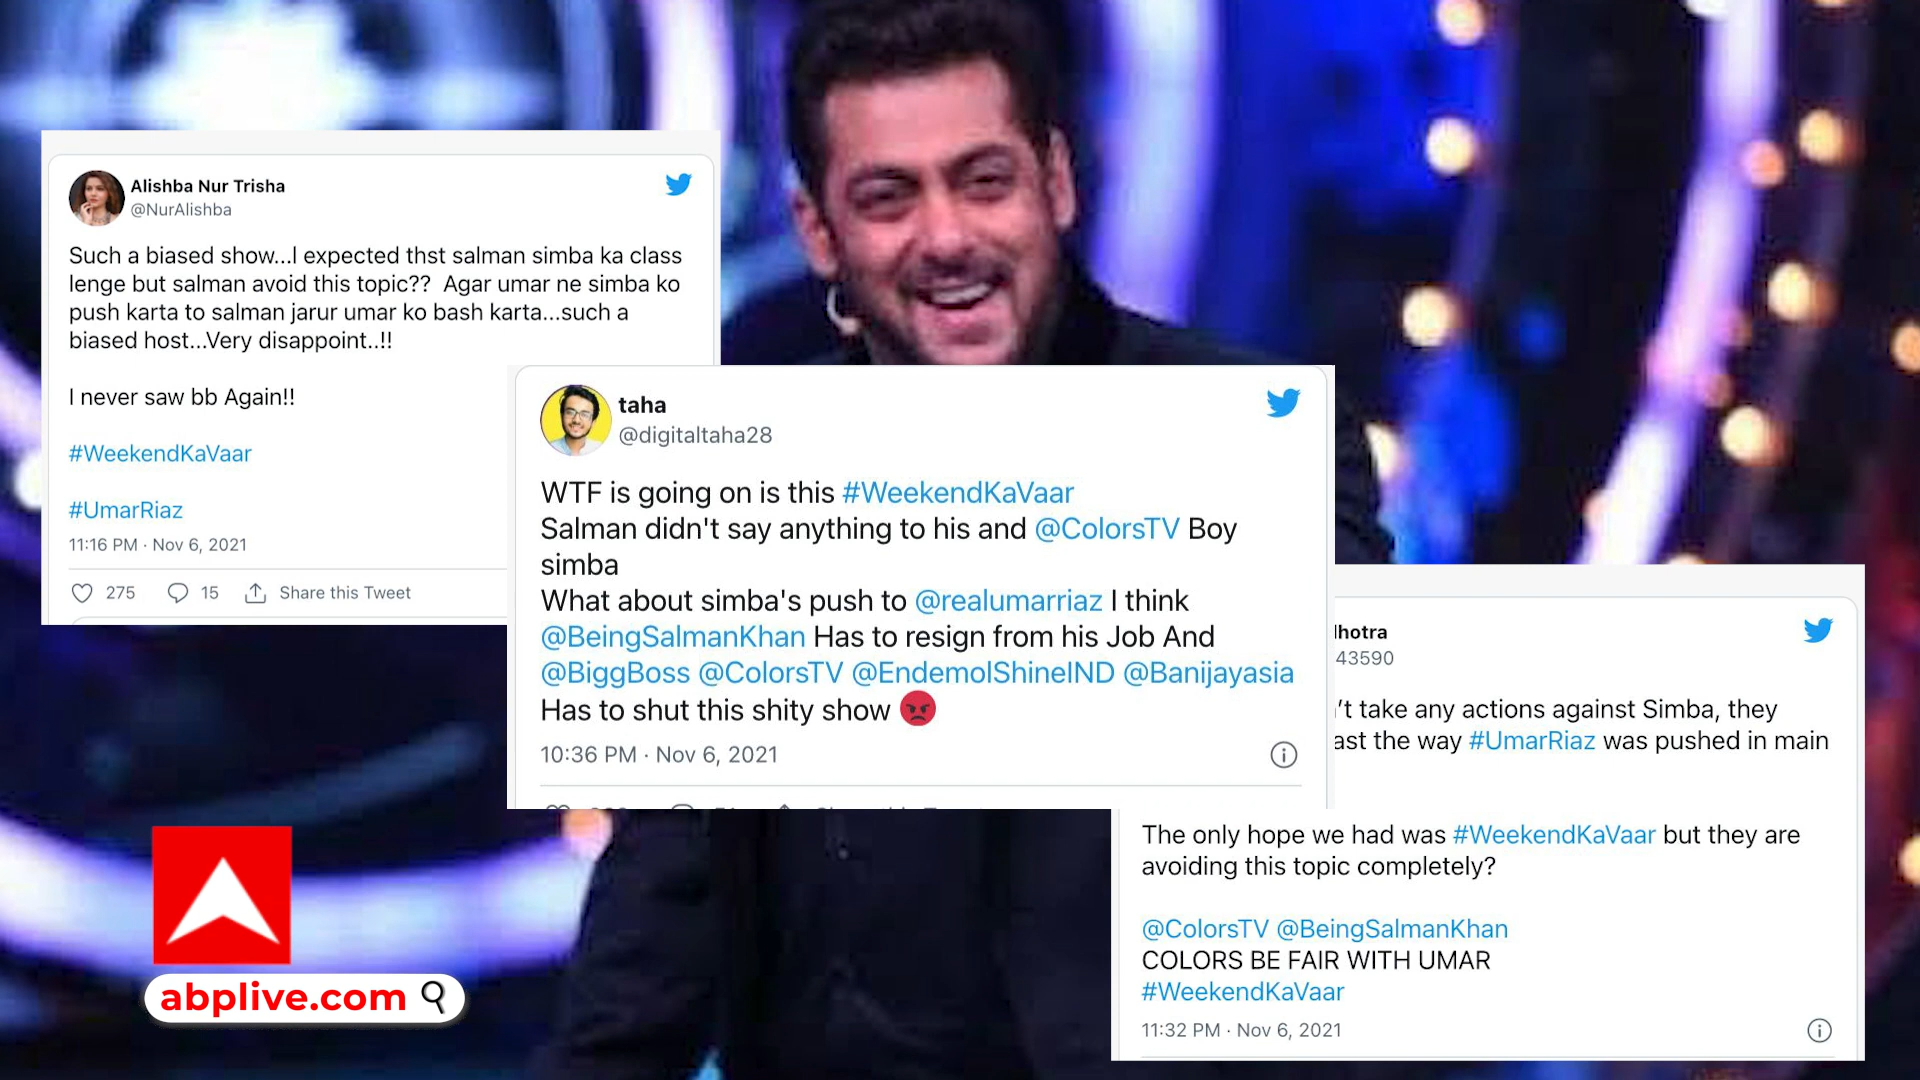 Alishba Nur Trisha
@NurAlishba
Such a biased show...I expected thst salman simba ka class
lenge but salman avoid this topic??  Agar umar ne simba ko
push karta to salman jarur umar ko bash karta...such a
biased host...Very disappoint..!!
I never saw bb Again!!
#WeekendKaVaar
#UmarRiaz
11:16 PM · Nov 6, 2021
275 15 Share this Tweet
taha
@digitaltaha28
WTF is going on is this #WeekendKaVaar
Salman didn't say anything to his and @ColorsTV Boy
simba
What about simba's push to @realumarriaz I think
@BeingSalmanKhan Has to resign from his Job And
@BiggBoss @ColorsTV @EndemolShineIND @Banijayasia
Has to shut this shity show
10:36 PM · Nov 6, 2021
lhotra
43590
't take any actions against Simba, they
ast the way #UmarRiaz was pushed in main
The only hope we had was #WeekendKaVaar but they are
avoiding this topic completely?
@ColorsTV @BeingSalmanKhan
COLORS BE FAIR WITH UMAR
#WeekendKaVaar
11:32 PM · Nov 6, 2021
abplive.com